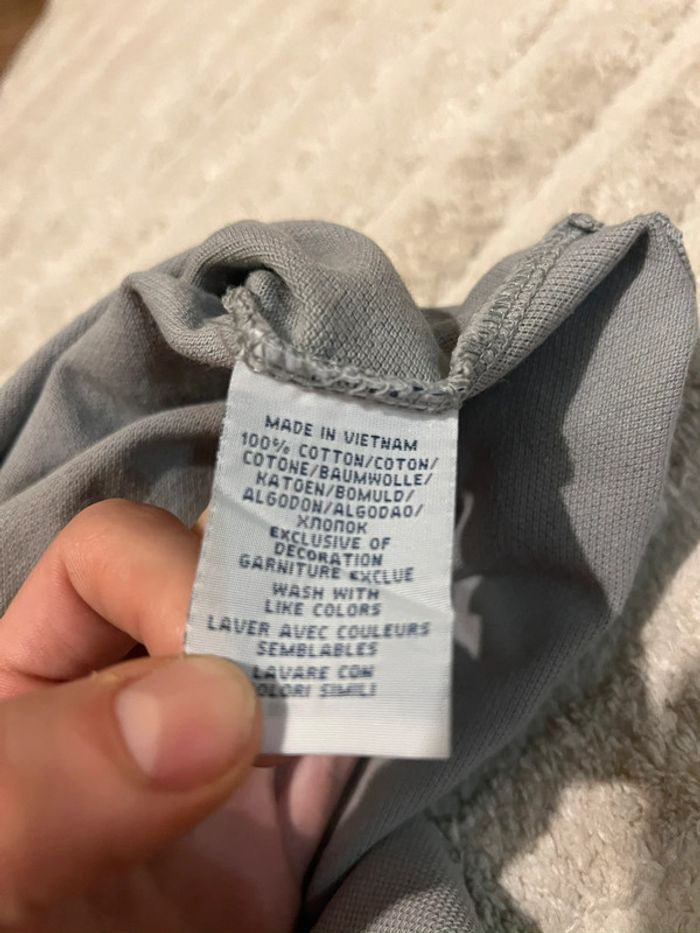 MADE IN VIETNAM
100% COTTON/COTON/
COTONE/BAUMWOLLE/
KATOEN/BOMULD/
ALGODON/ALGODAO/
ХЛОПОК
EXCLUSIVE OF
DECORATION
GARNITURE EXCLUE
WASH WITH
LIKE COLORS
LAVER AVEC COULEURS
SEMBLABLES
LAVARE CON
OLORI SIMILI